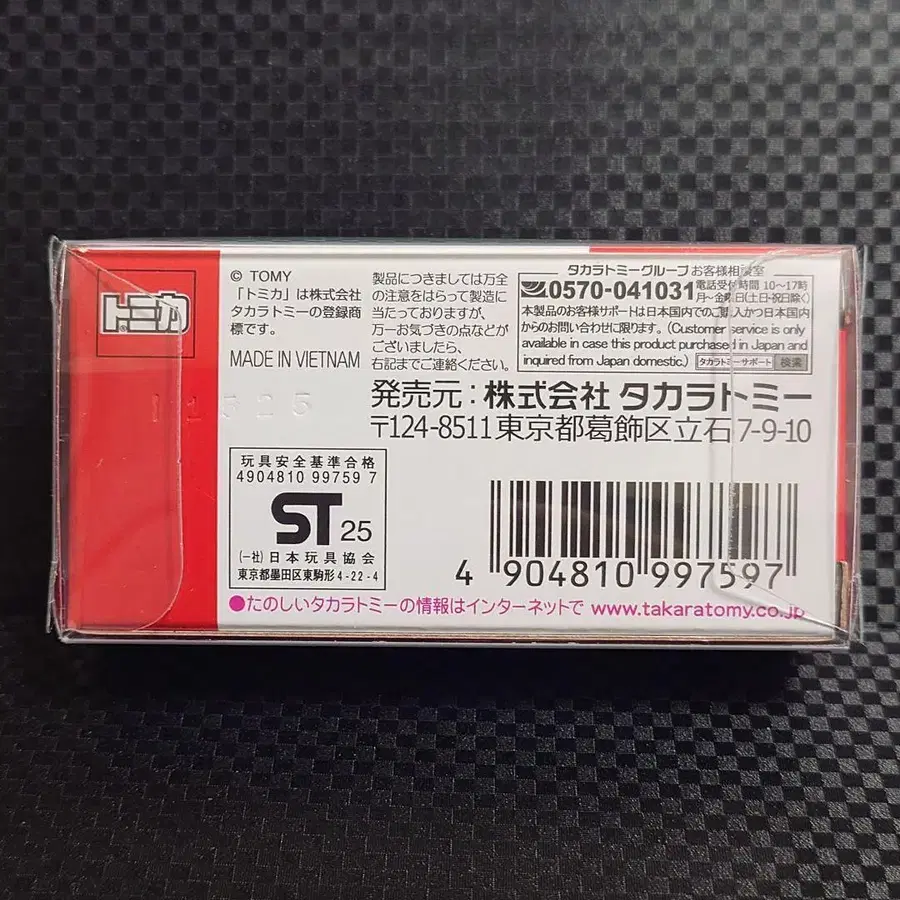 トミカ
®
© TOMY
「トミカ」は株式会社
タカラトミーの登録商
標です。
MADE IN VIETNAM
製品につきましては万全
の注意をはらって製造に
当たっておりますが、
万一お気づきの点などが
ございましたら、
右記までご連絡ください。
タカラトミーグループ お客様相談室
0570-041031 電話受付時間 10〜17時
月〜金曜日(土日・祝日除く)
本製品のお客様サポートは日本国内でのご購入かつ日本国内
からのお問い合わせに限ります。(Customer service is only
available in case this product purchased in Japan and
inquired from Japan domestic.) タカラトミーサポート 検索
発売元:株式会社 タカラトミー
〒124-8511 東京都葛飾区立石 7-9-10
玩具安全基準合格
4904810 99759 7
ST 25
(一社)日本玩具協会
東京都墨田区東駒形4-22-4
4 904810 997597
●たのしいタカラトミーの情報はインターネットで www.takaratomy.co.jp